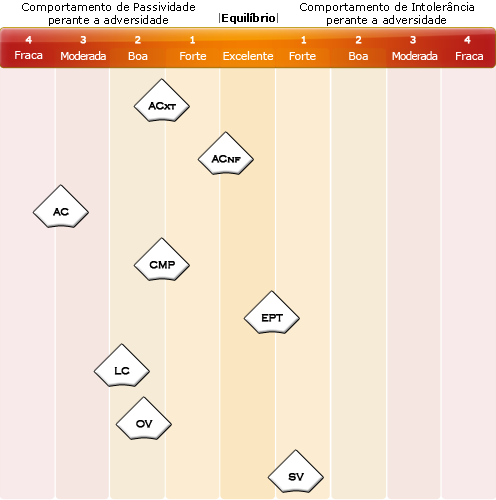 Comportamento de Passividade
perante a adversidade
|Equilíbrio|
Comportamento de Intolerância
perante a adversidade
4 3 2 1 1 2 3 4
Fraca Moderada Boa Forte Excelente Forte Boa Moderada Fraca
ACXT
ACNF
AC
CMP
EPT
LC
OV
SV